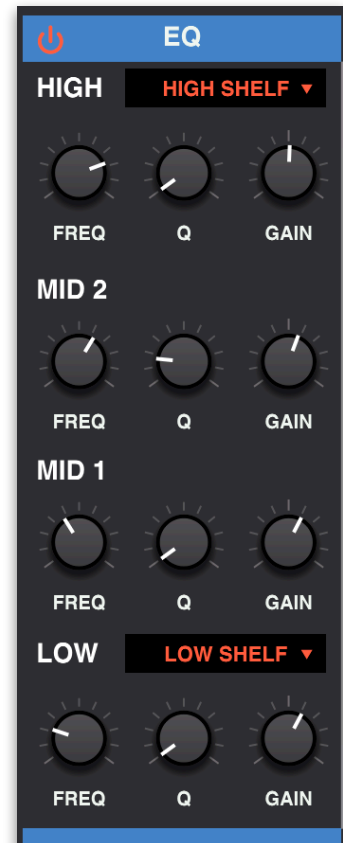 EQ
HIGH HIGH SHELF
FREQ Q GAIN
MID 2
FREQ Q GAIN
MID 1
FREQ Q GAIN
LOW LOW SHELF
FREQ Q GAIN